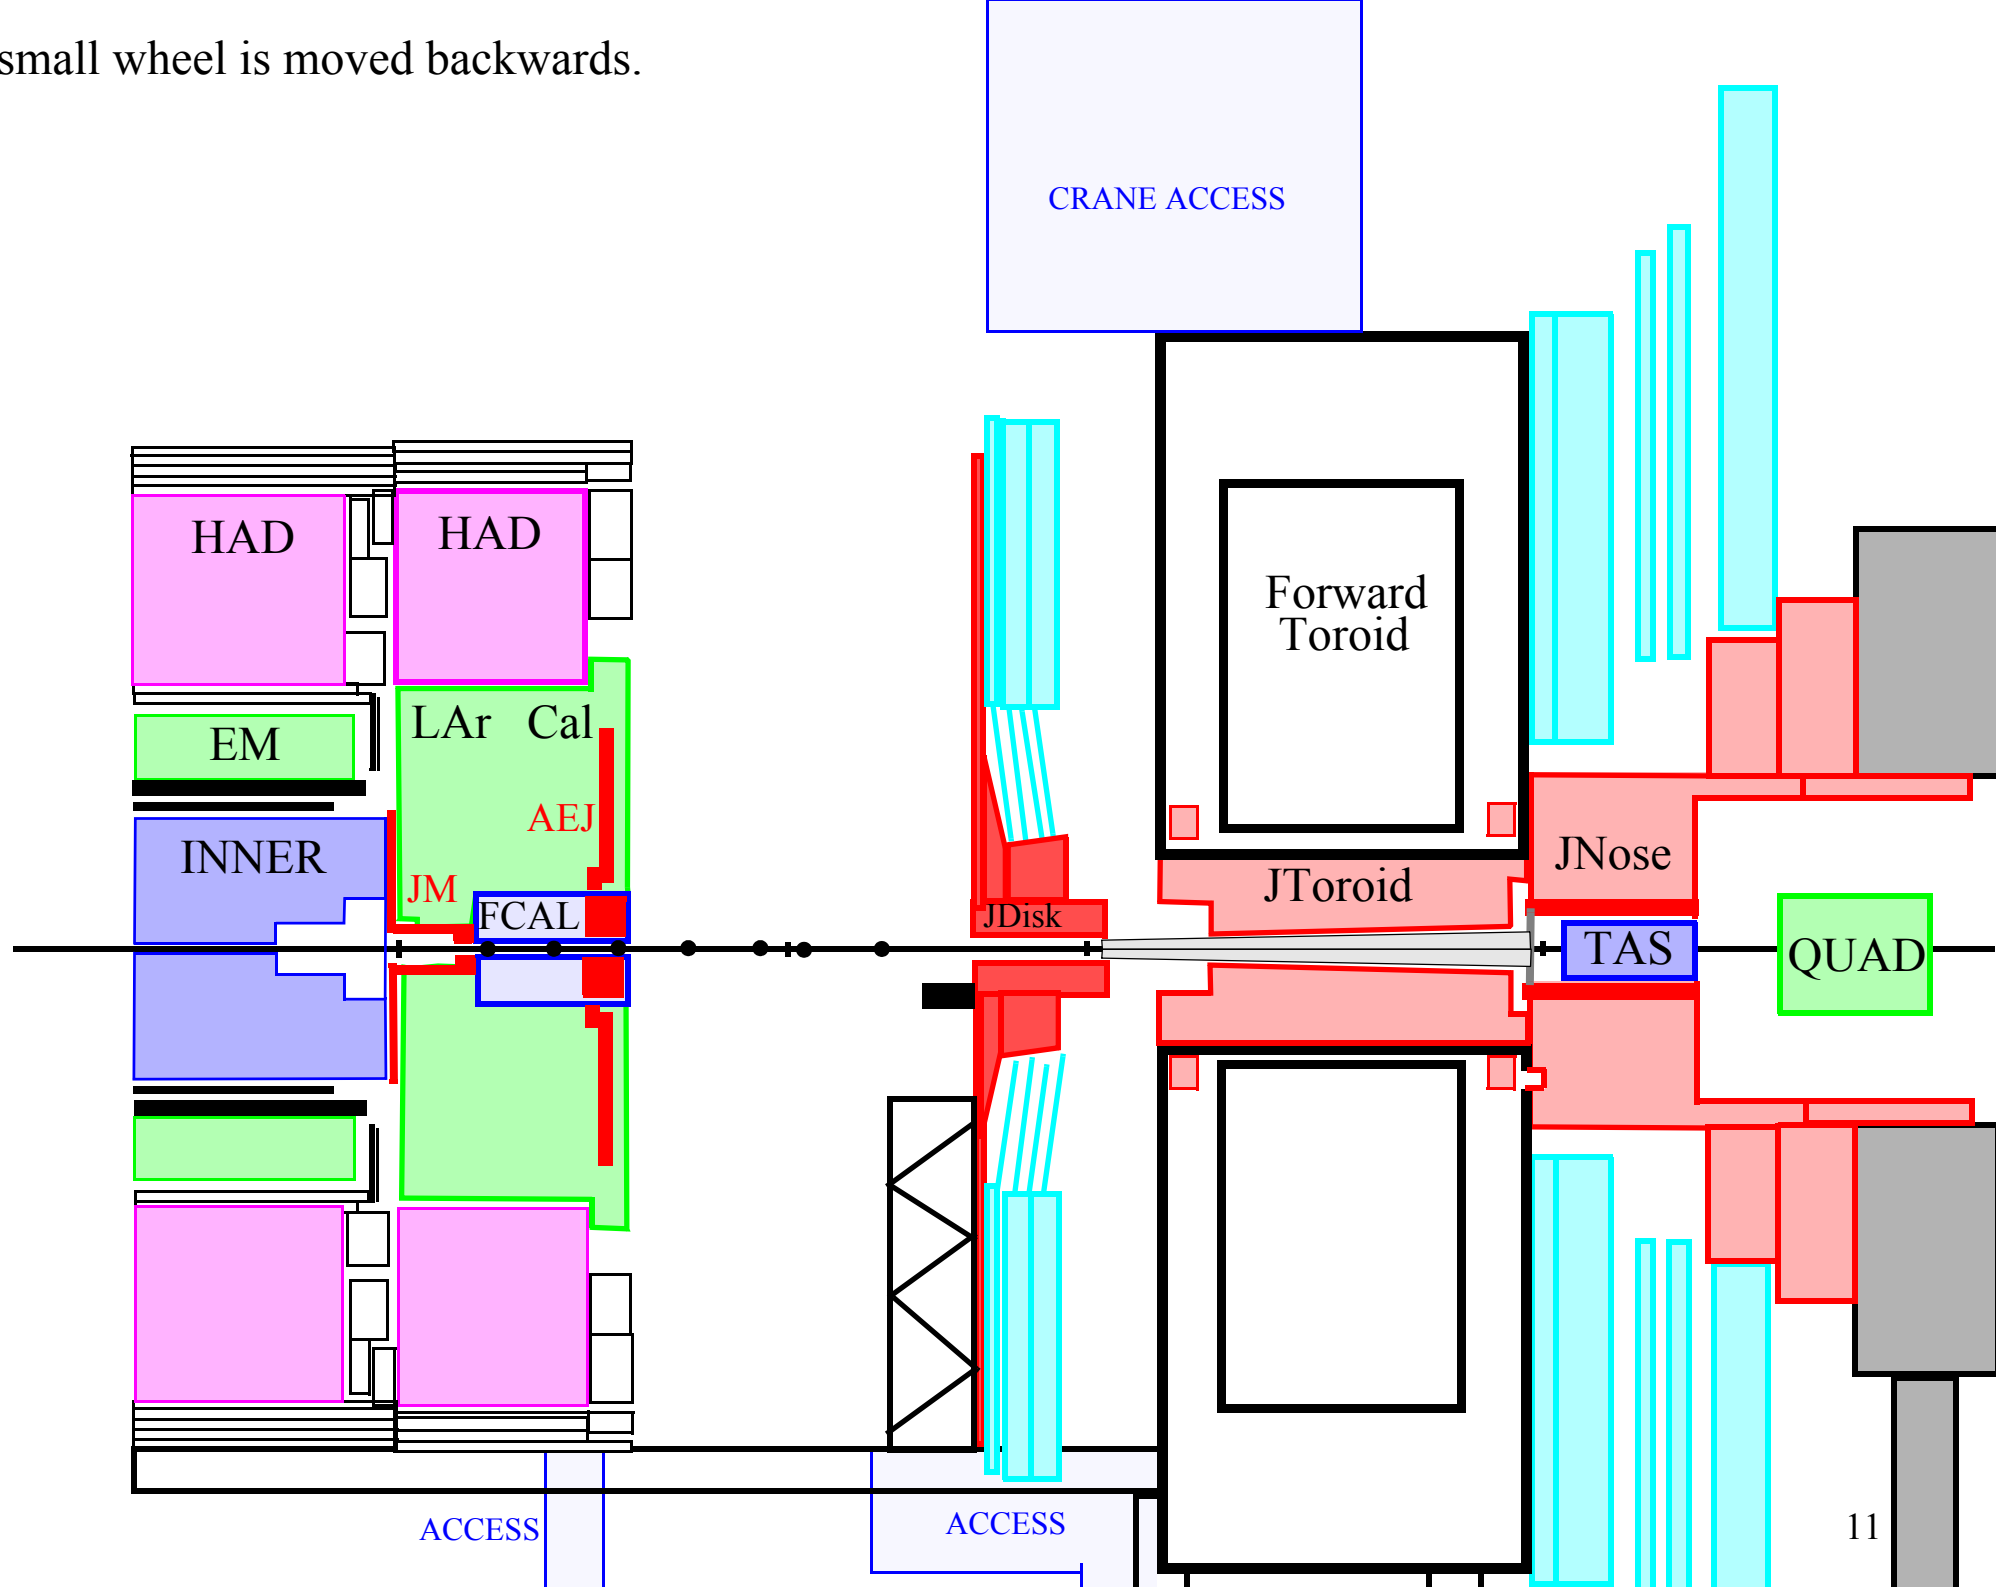 small wheel is moved backwards.
CRANE ACCESS
HAD
HAD
Forward
Toroid
LAr Cal
EM
AEJ
INNER
JM
FCAL
JDisk
JToroid
JNose
TAS
QUAD
ACCESS
ACCESS
11